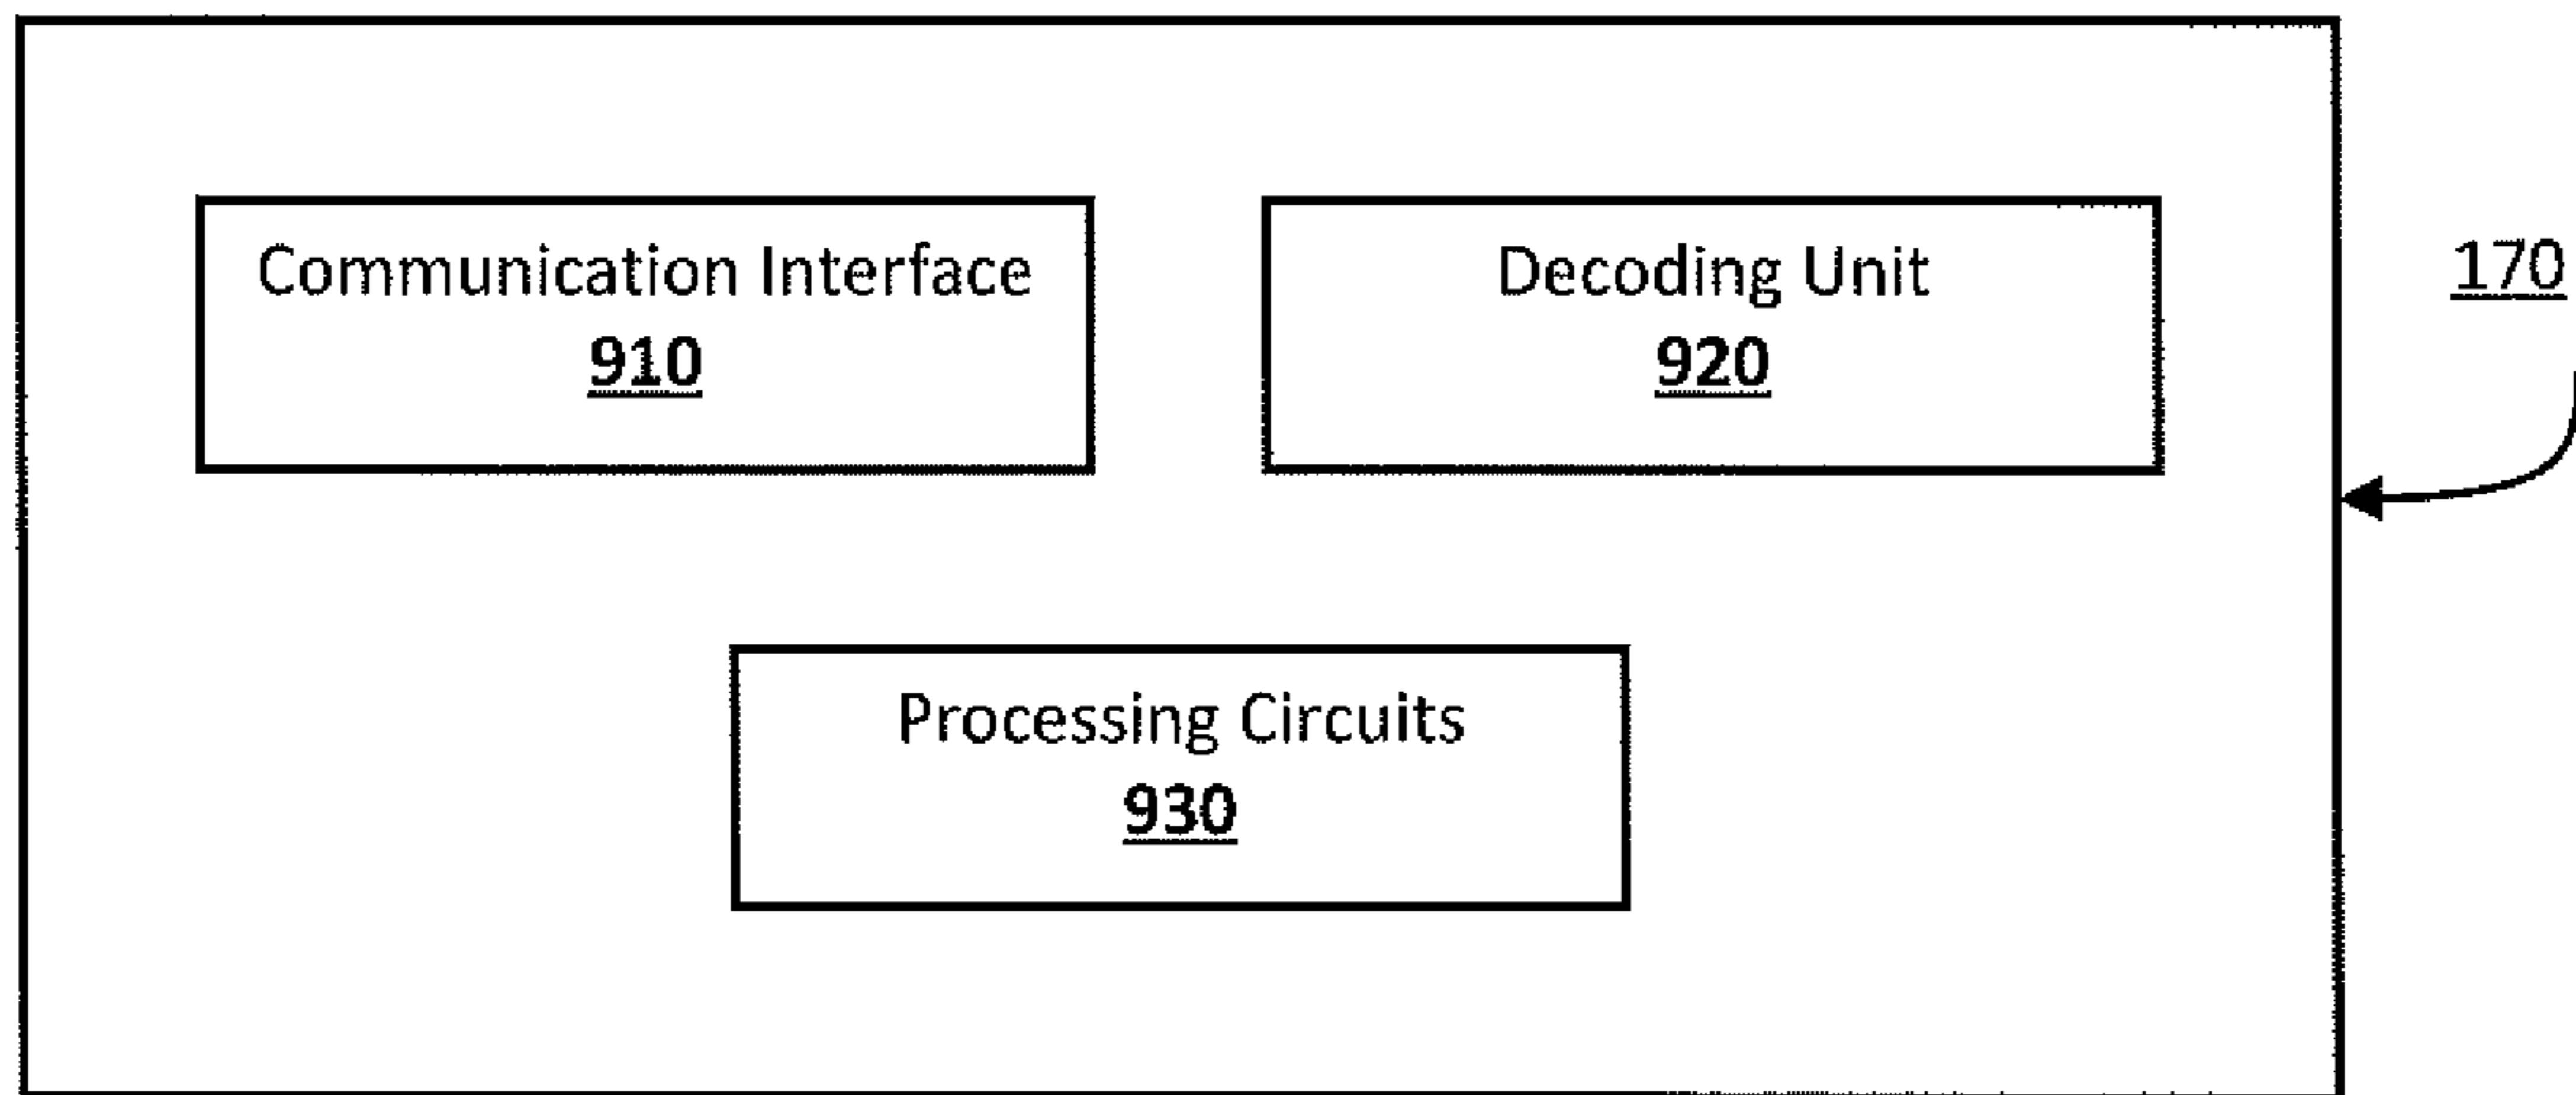 Communication Interface
910
Decoding Unit
920
170
Processing Circuits
930